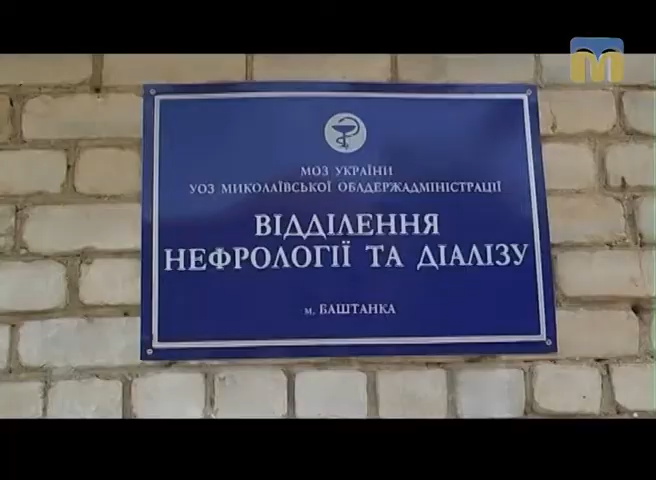 М
МОЗ УКРАЇНИ
УОЗ МИКОЛАЇВСЬКОЇ ОБЛДЕРЖАДМІНІСТРАЦІЇ
ВІДДІЛЕННЯ
НЕФРОЛОГІЇ ТА ДІАЛІЗУ
м. БАШТАНКА